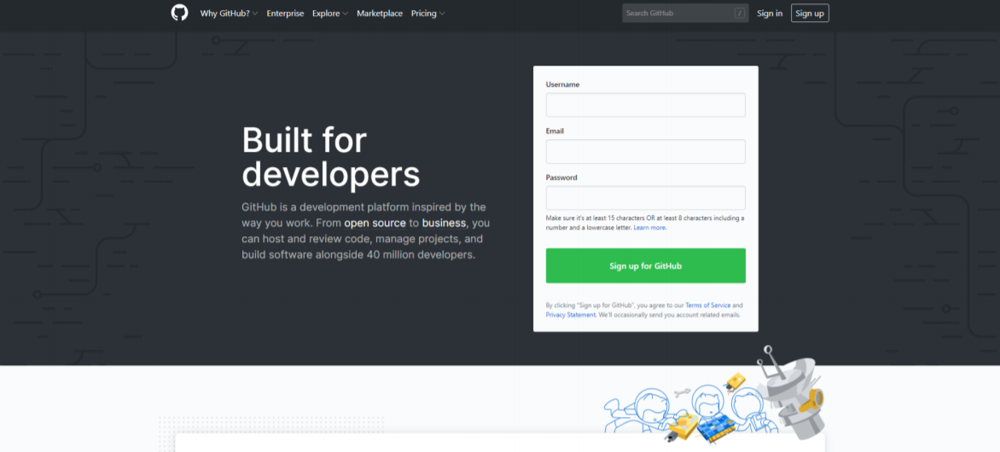 Why GitHub? Enterprise Explore Marketplace Pricing Search GitHub / Sign in Sign up
Built for
developers
GitHub is a development platform inspired by the
way you work. From open source to business, you
can host and review code, manage projects, and
build software alongside 40 million developers.
Username
Email
Password
Make sure it's at least 15 characters OR at least 8 characters including a
number and a lowercase letter. Learn more.
Sign up for GitHub
By clicking "Sign up for GitHub", you agree to our Terms of Service and
Privacy Statement. We'll occasionally send you account related emails.